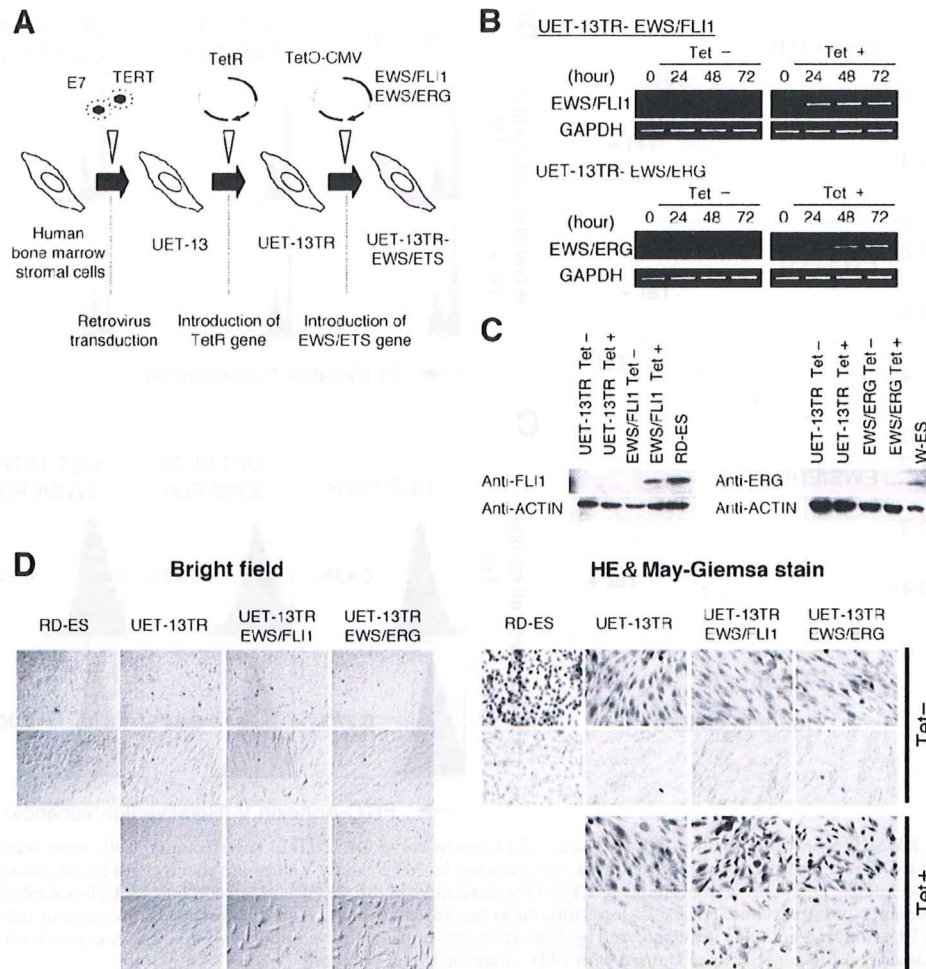 A
E7
TERT
TetR
TetO-CMV
EWS/FLI1
EWS/ERG
Human
bone marrow
stromal cells
UET-13
UET-13TR
UET-13TR-
EWS/ETS
Retrovirus
transduction
Introduction of
TetR gene
Introduction of
EWS/ETS gene
B
UET-13TR- EWS/FLI1
Tet −
Tet +
(hour)
0 24 48 72
0 24 48 72
EWS/FLI1
GAPDH
UET-13TR- EWS/ERG
Tet −
Tet +
(hour)
0 24 48 72
0 24 48 72
EWS/ERG
GAPDH
C
UET-13TR Tet −
UET-13TR Tet +
EWS/FLI1 Tet −
EWS/FLI1 Tet +
RD-ES
Anti-FLI1
Anti-ACTIN
UET-13TR Tet −
UET-13TR Tet +
EWS/ERG Tet −
EWS/ERG Tet +
W-ES
Anti-ERG
Anti-ACTIN
D
Bright field
RD-ES
UET-13TR
UET-13TR
EWS/FLI1
UET-13TR
EWS/ERG
HE & May-Giemsa stain
RD-ES
UET-13TR
UET-13TR
EWS/FLI1
UET-13TR
EWS/ERG
Tet−
Tet+